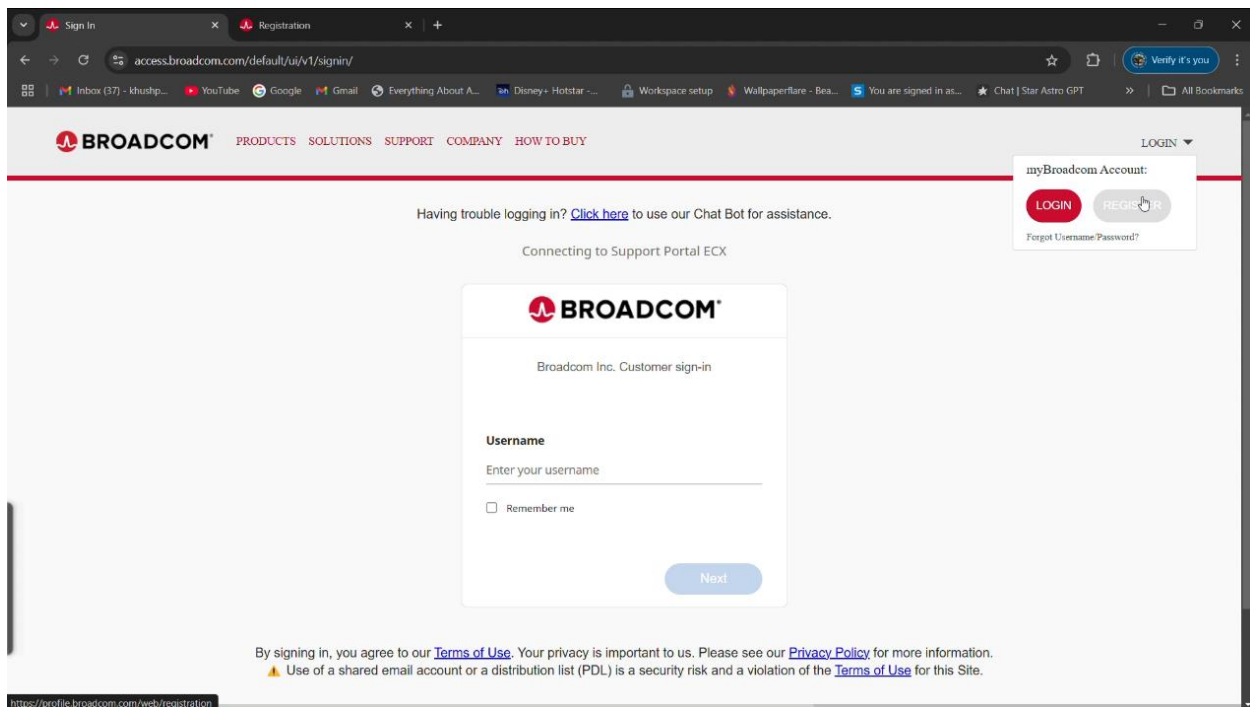 Sign In
Registration
access.broadcom.com/default/ui/v1/signin/
Verify it's you
Inbox (37) - khushp...
YouTube
Google
Gmail
Everything About A...
Disney+ Hotstar -...
Workspace setup
Wallpaperflare - Bea...
You are signed in as...
Chat | Star Astro GPT
All Bookmarks
BROADCOM
PRODUCTS SOLUTIONS SUPPORT COMPANY HOW TO BUY
LOGIN
myBroadcom Account:
LOGIN REGISTER
Forgot Username/Password?
Having trouble logging in? Click here to use our Chat Bot for assistance.
Connecting to Support Portal ECX
BROADCOM
Broadcom Inc. Customer sign-in
Username
Enter your username
Remember me
Next
By signing in, you agree to our Terms of Use. Your privacy is important to us. Please see our Privacy Policy for more information.
Use of a shared email account or a distribution list (PDL) is a security risk and a violation of the Terms of Use for this Site.
https://profile.broadcom.com/web/registration